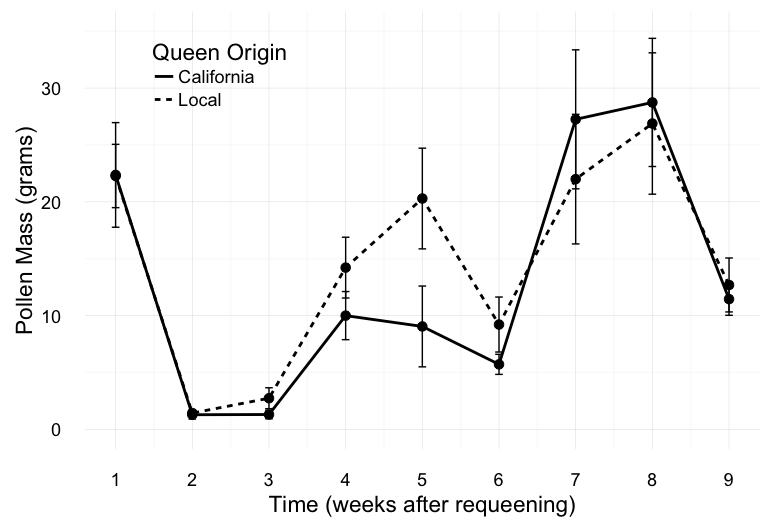 Queen Origin
California
Local
30
20
10
0
Pollen Mass (grams)
1 2 3 4 5 6 7 8 9
Time (weeks after requeening)